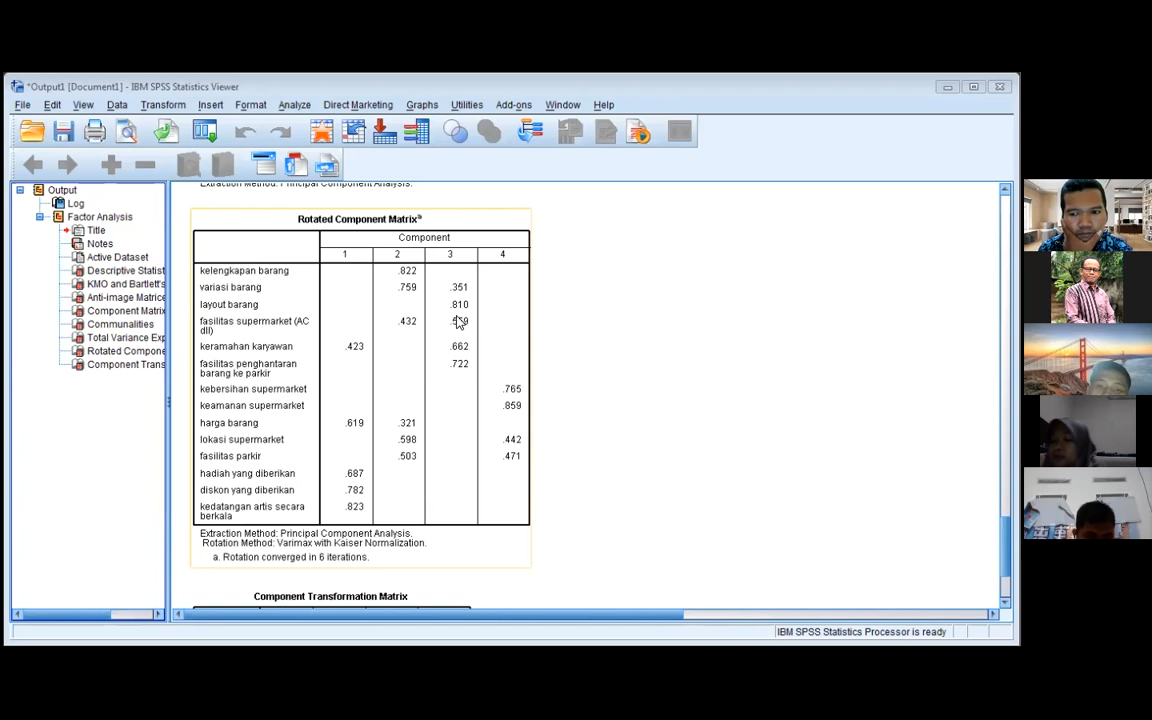 *Output1 [Document1] - IBM SPSS Statistics Viewer
File Edit View Data Transform Insert Format Analyze Direct Marketing Graphs Utilities Add-ons Window Help
Output
Log
Factor Analysis
Title
Notes
Active Dataset
Descriptive Statist
KMO and Bartlett's
Anti-image Matrice
Component Matrix
Communalities
Total Variance Exp
Rotated Compone
Component Trans
Extraction Method: Principal Component Analysis.
Rotated Component Matrixa
Component
1 2 3 4
kelengkapan barang .822
variasi barang .759 .351
layout barang .810
fasilitas supermarket (AC
dll) .432
keramahan karyawan .423 .662
fasilitas penghantaran
barang ke parkir .722
kebersihan supermarket .765
keamanan supermarket .859
harga barang .619 .321
lokasi supermarket .598 .442
fasilitas parkir .503 .471
hadiah yang diberikan .687
diskon yang diberikan .782
kedatangan artis secara
berkala .823
Extraction Method: Principal Component Analysis.
Rotation Method: Varimax with Kaiser Normalization.
a. Rotation converged in 6 iterations.
Component Transformation Matrix
IBM SPSS Statistics Processor is ready